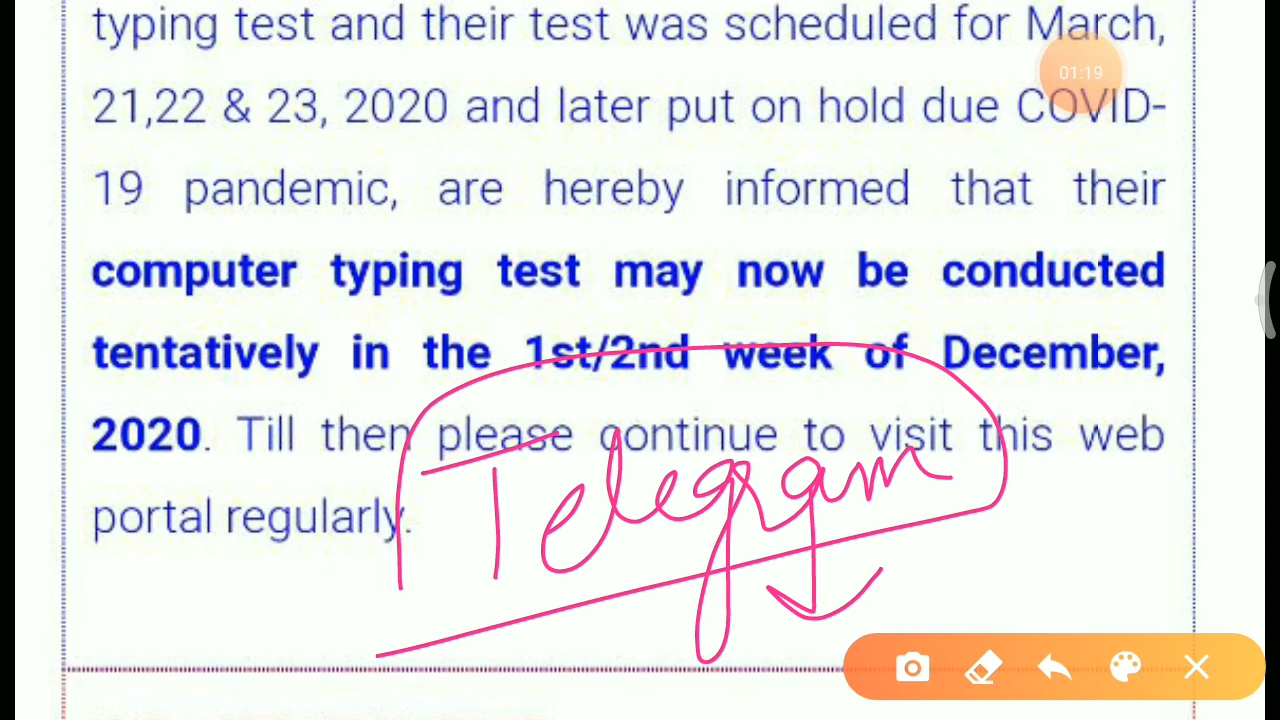 typing test and their test was scheduled for March,
01:19
21,22 & 23, 2020 and later put on hold due COVID-
19 pandemic, are hereby informed that their
computer typing test may now be conducted
tentatively in the 1st/2nd week of December,
2020. Till then please continue to visit this web
portal regularly.
Telegram